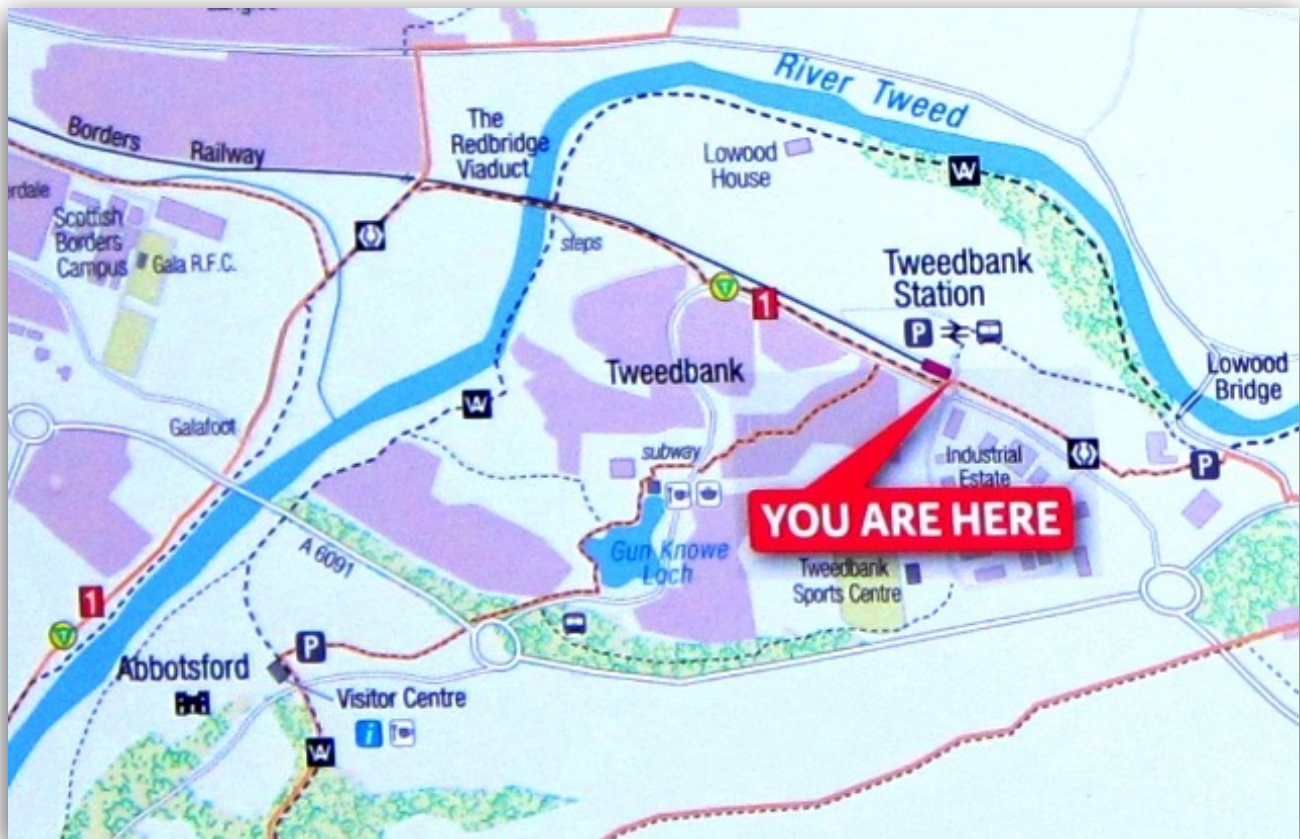 River Tweed
The
Redbridge
Viaduct
Borders Railway
Lowood
House
erdale
Scottish
Borders
Campus
Gala R.F.C.
steps
Tweedbank
Station
P
T
1
Tweedbank
Lowood
Bridge
Galafoot
subway
Industrial
Estate
P
YOU ARE HERE
Gun Knowe
Loch
A 6091
Tweedbank
Sports Centre
1
T
P
Abbotsford
Visitor Centre
i